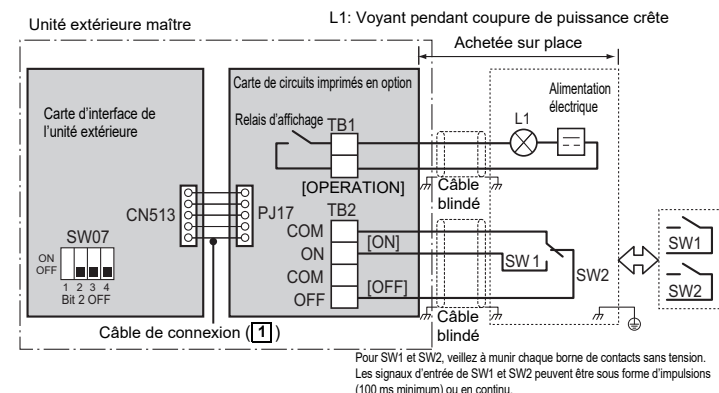 Unité extérieure maître
L1: Voyant pendant coupure de puissance crête
Achetée sur place
Carte d'interface de
l'unité extérieure
Carte de circuits imprimés en option
Relais d'affichage
TB1
L1
Alimentation
électrique
[OPERATION]
Câble
blindé
CN513
PJ17
TB2
COM
ON
COM
OFF
[ON]
[OFF]
SW1
SW2
SW1
SW2
SW07
ON
OFF
1 2 3 4
Bit 2 OFF
Câble
blindé
Câble de connexion (1)
Pour SW1 et SW2, veillez à munir chaque borne de contacts sans tension.
Les signaux d'entrée de SW1 et SW2 peuvent être sous forme d'impulsions
(100 ms minimum) ou en continu.